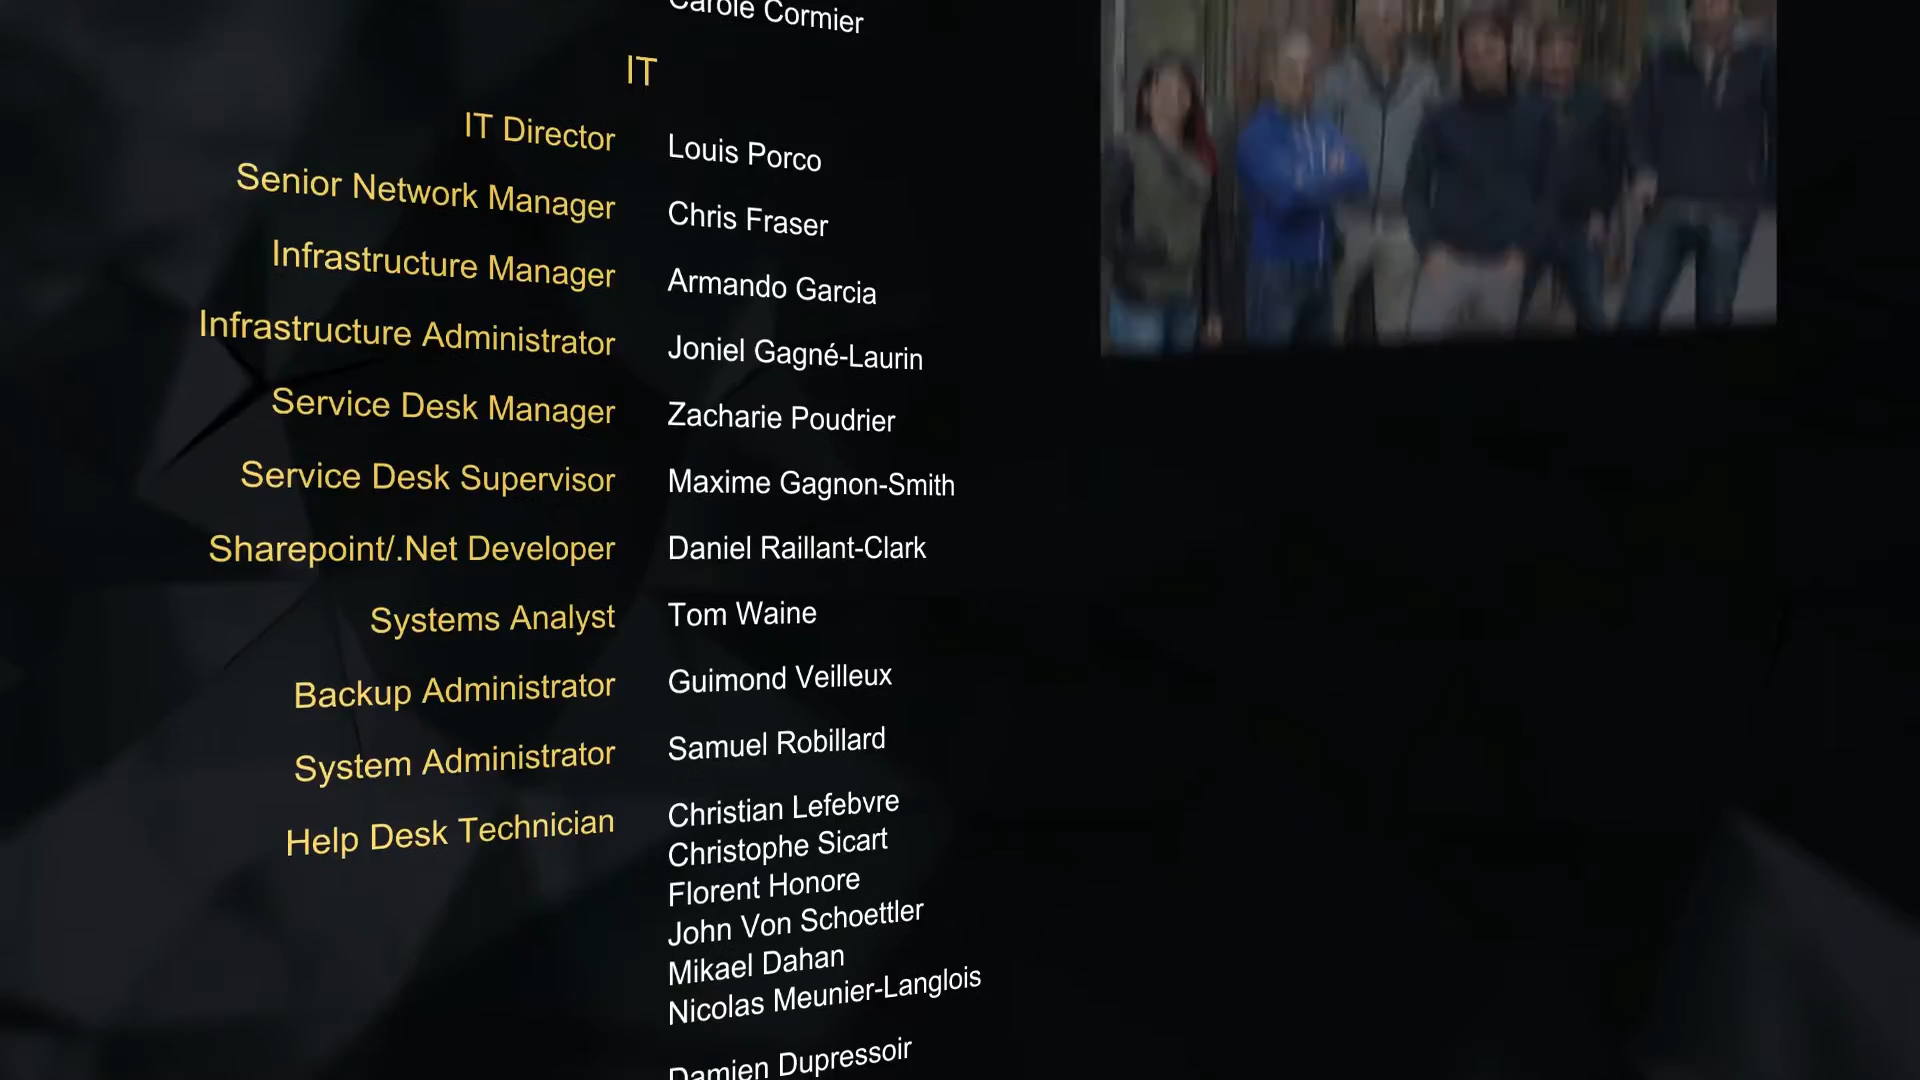 Carole Cormier
IT
IT Director Louis Porco
Senior Network Manager Chris Fraser
Infrastructure Manager Armando Garcia
Infrastructure Administrator Joniel Gagné-Laurin
Service Desk Manager Zacharie Poudrier
Service Desk Supervisor Maxime Gagnon-Smith
Sharepoint/.Net Developer Daniel Raillant-Clark
Systems Analyst Tom Waine
Backup Administrator Guimond Veilleux
System Administrator Samuel Robillard
Help Desk Technician Christian Lefebvre
Christophe Sicart
Florent Honore
John Von Schoettler
Mikael Dahan
Nicolas Meunier-Langlois
Damien Dupressoir